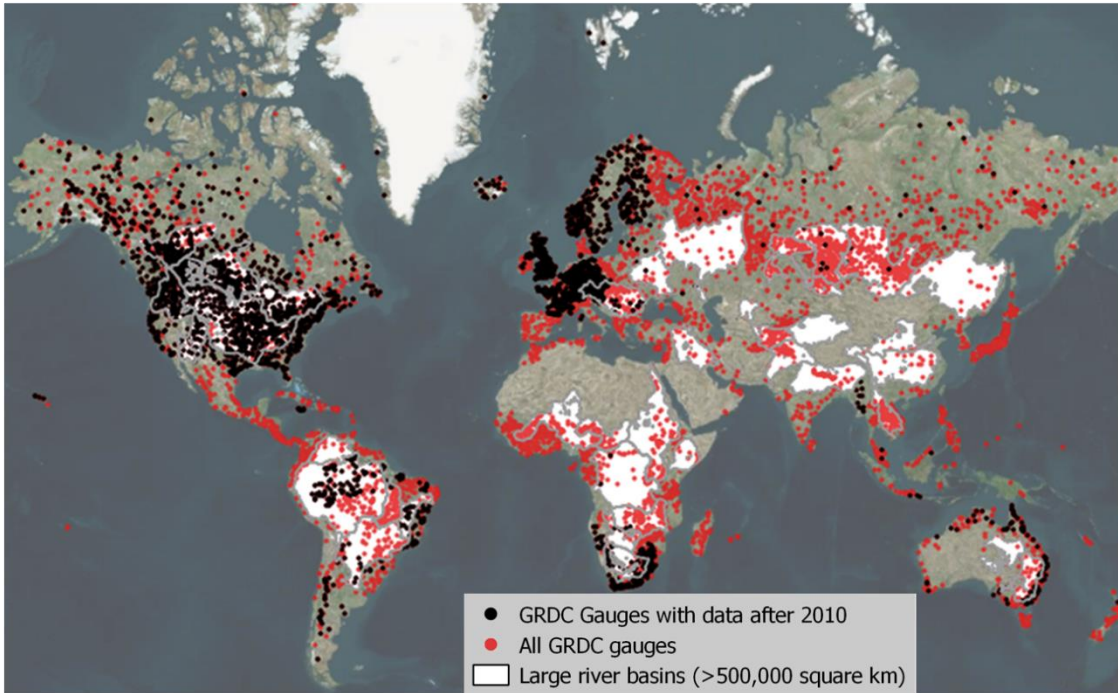 GRDC Gauges with data after 2010
All GRDC gauges
Large river basins (>500,000 square km)